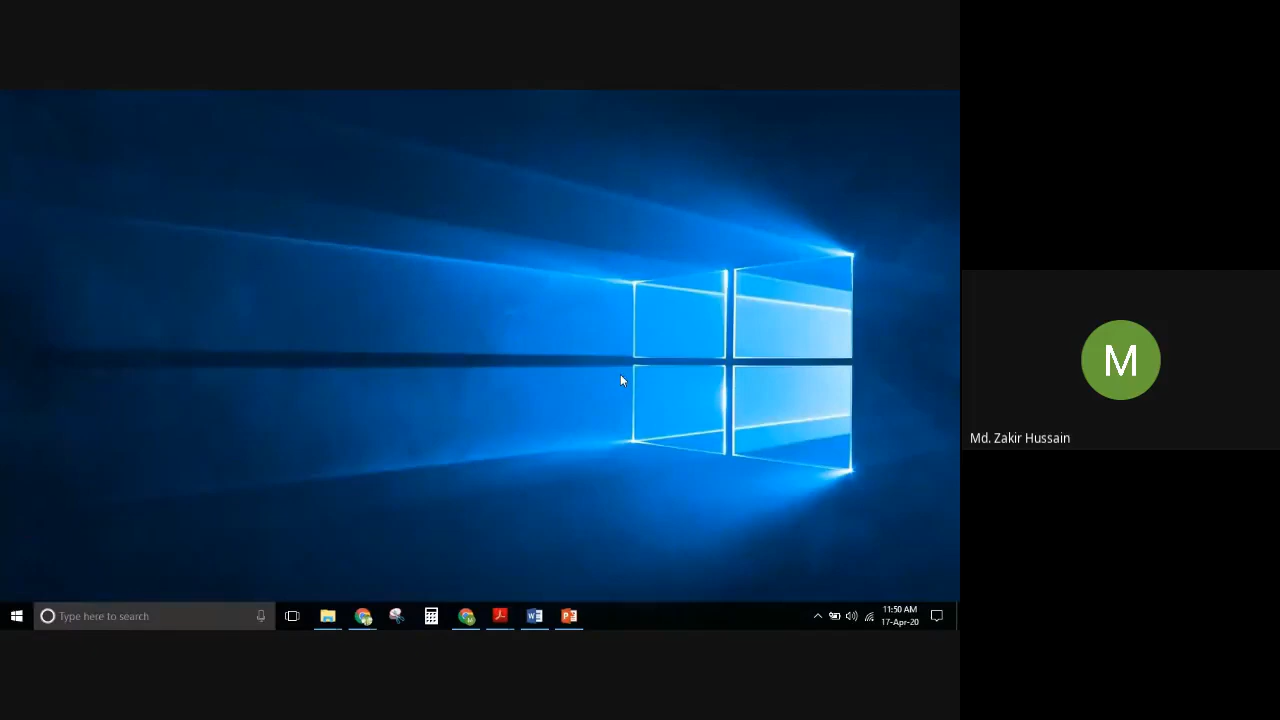 M
Md. Zakir Hussain
Type here to search
11:50 AM
17-Apr-20